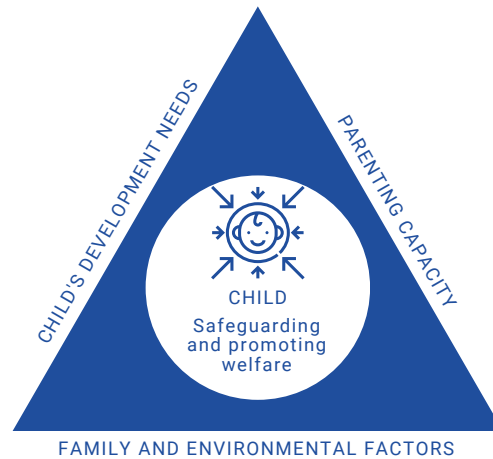 CHILD'S DEVELOPMENT NEEDS
PARENTING CAPACITY
CHILD
Safeguarding
and promoting
welfare
FAMILY AND ENVIRONMENTAL FACTORS